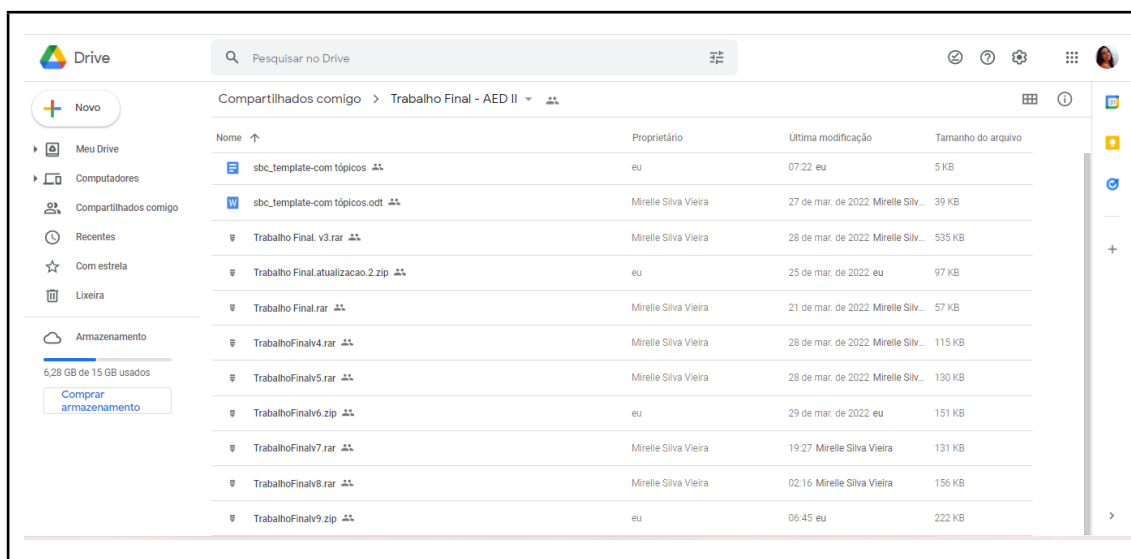 Drive
Pesquisar no Drive
Novo
Meu Drive
Computadores
Compartilhados comigo
Recentes
Com estrela
Lixeira
Armazenamento
6,28 GB de 15 GB usados
Comprar
armazenamento
Compartilhados comigo > Trabalho Final - AED II
Nome Proprietário Última modificação Tamanho do arquivo
sbc_template-com tópicos eu 07:22 eu 5 KB
W sbc_template-com tópicos.odt Mirelle Silva Vieira 27 de mar. de 2022 Mirelle Silv... 39 KB
Trabalho Final. v3.rar Mirelle Silva Vieira 28 de mar. de 2022 Mirelle Silv... 535 KB
Trabalho Final.atualizacao.2.zip eu 25 de mar. de 2022 eu 97 KB
Trabalho Final.rar Mirelle Silva Vieira 21 de mar. de 2022 Mirelle Silv... 57 KB
TrabalhoFinalv4.rar Mirelle Silva Vieira 28 de mar. de 2022 Mirelle Silv... 115 KB
TrabalhoFinalv5.rar Mirelle Silva Vieira 28 de mar. de 2022 Mirelle Silv... 130 KB
TrabalhoFinalv6.zip eu 29 de mar. de 2022 eu 151 KB
TrabalhoFinalv7.rar Mirelle Silva Vieira 19:27 Mirelle Silva Vieira 131 KB
TrabalhoFinalv8.rar Mirelle Silva Vieira 02:16 Mirelle Silva Vieira 156 KB
TrabalhoFinalv9.zip eu 06:45 eu 222 KB